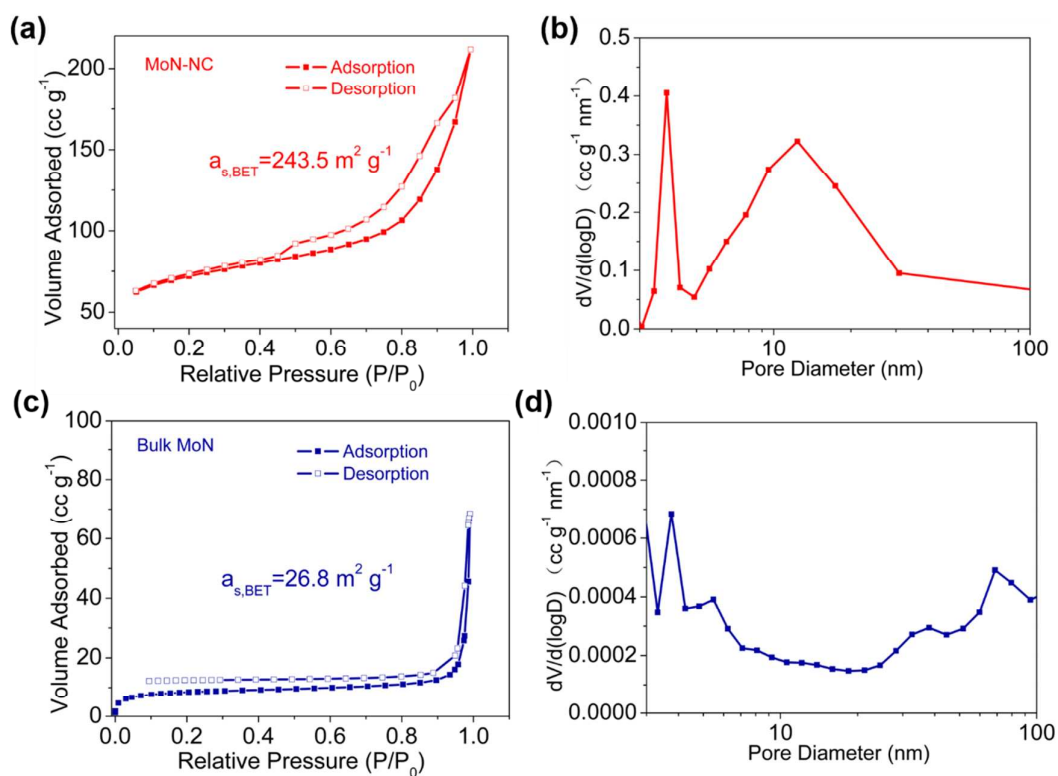 (a)
MoN-NC
Adsorption
Desorption
a_s,BET=243.5 m² g⁻¹
Volume Adsorbed (cc g⁻¹)
200
150
100
50
0.0 0.2 0.4 0.6 0.8 1.0
Relative Pressure (P/P₀)
(b)
dV/d(logD) (cc g⁻¹ nm⁻¹)
0.5
0.4
0.3
0.2
0.1
0.0
10 100
Pore Diameter (nm)
(c)
Bulk MoN
Adsorption
Desorption
a_s,BET=26.8 m² g⁻¹
Volume Adsorbed (cc g⁻¹)
100
80
60
40
20
0
0.0 0.2 0.4 0.6 0.8 1.0
Relative Pressure (P/P₀)
(d)
dV/d(logD) (cc g⁻¹ nm⁻¹)
0.0010
0.0008
0.0006
0.0004
0.0002
0.0000
10 100
Pore Diameter (nm)